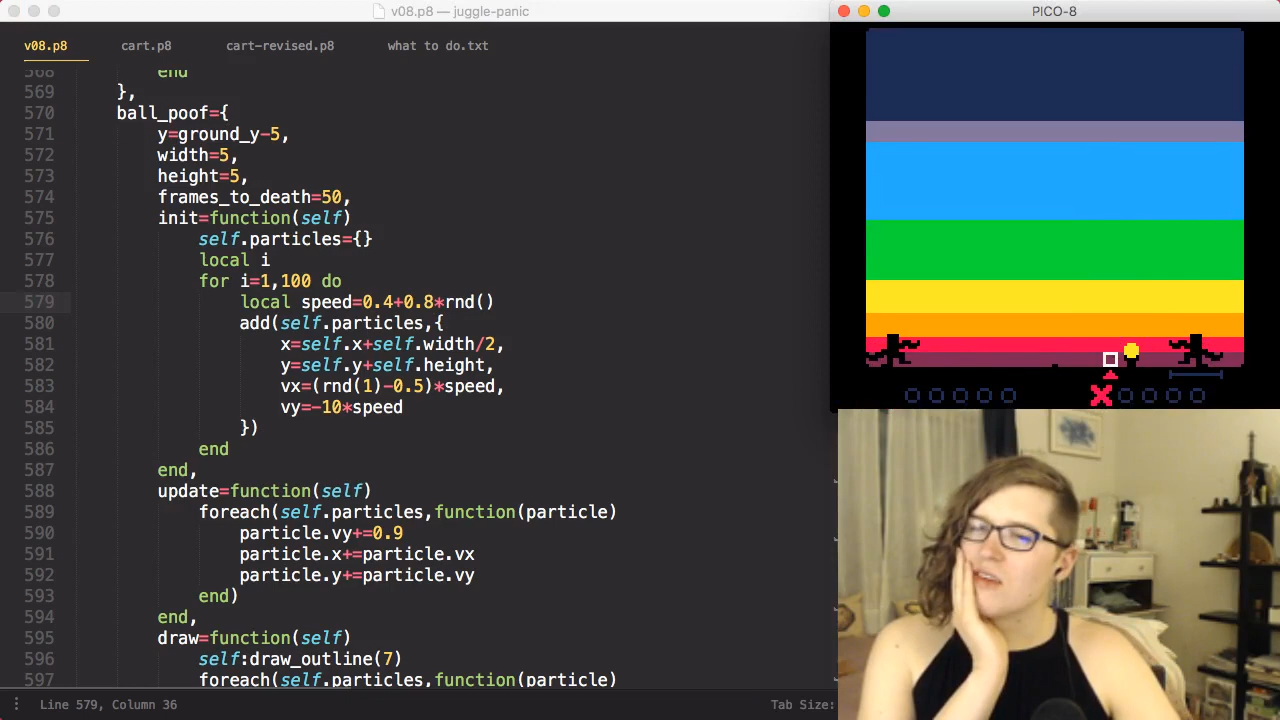 v08.p8 — juggle-panic
PICO-8
v08.p8 cart.p8 cart-revised.p8 what to do.txt
568 end
569 },
570 ball_poof={
571 y=ground_y-5,
572 width=5,
573 height=5,
574 frames_to_death=50,
575 init=function(self)
576 self.particles={}
577 local i
578 for i=1,100 do
579 local speed=0.4+0.8*rnd()
580 add(self.particles,{
581 x=self.x+self.width/2,
582 y=self.y+self.height,
583 vx=(rnd(1)-0.5)*speed,
584 vy=-10*speed
585 })
586 end
587 end,
588 update=function(self)
589 foreach(self.particles,function(particle)
590 particle.vy+=0.9
591 particle.x+=particle.vx
592 particle.y+=particle.vy
593 end)
594 end,
595 draw=function(self)
596 self:draw_outline(7)
597 foreach(self.particles,function(particle)
Line 579, Column 36
Tab Size: